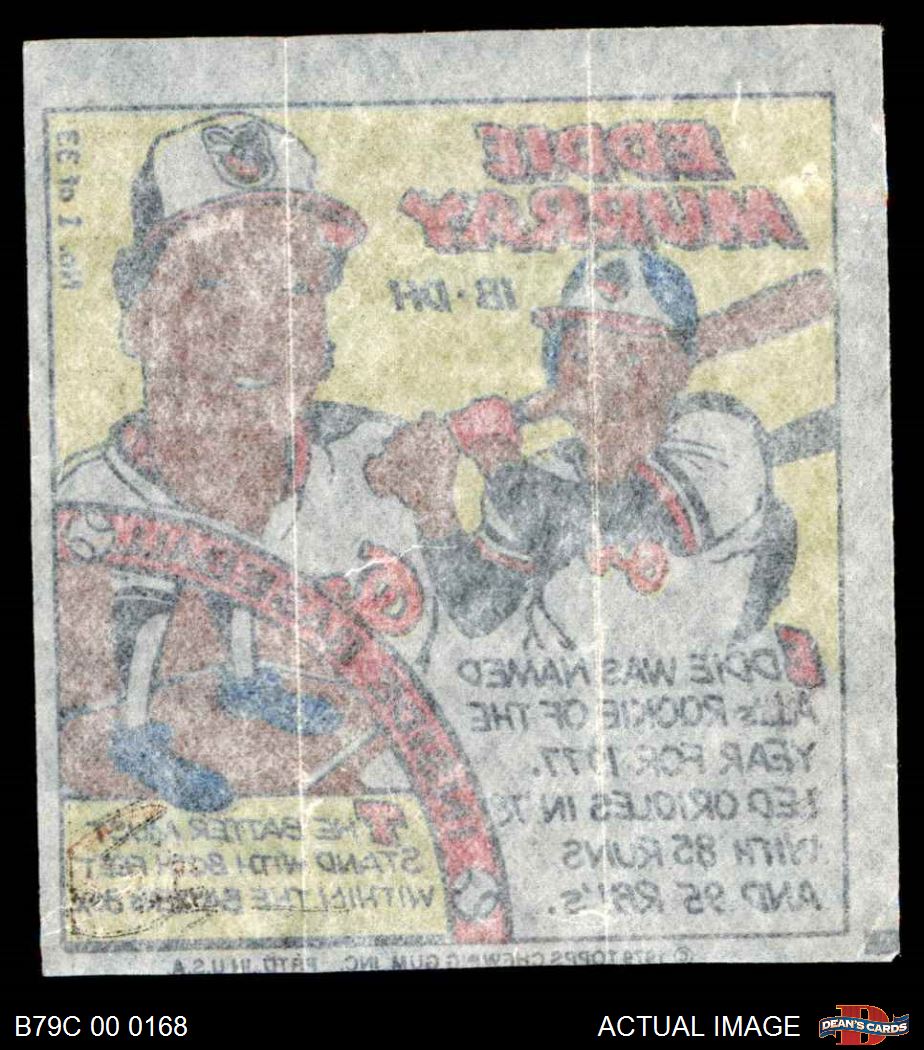 EDDIE
MURRAY
1B-DH
No. 1 of 33
EDDIE WAS NAMED
A.L.'s ROOKIE OF THE
YEAR FOR 1977.
LED ORIOLES IN 78
WITH 85 RUNS
AND 95 RBI's.
THE BATTER MUST
STAND WITH BOTH FEET
WITHIN THE BATTER'S BOX
© 1979 TOPPS CHEWING GUM, INC. PRTD. IN U.S.A.
B79C 00 0168
ACTUAL IMAGE
DEAN'S CARDS